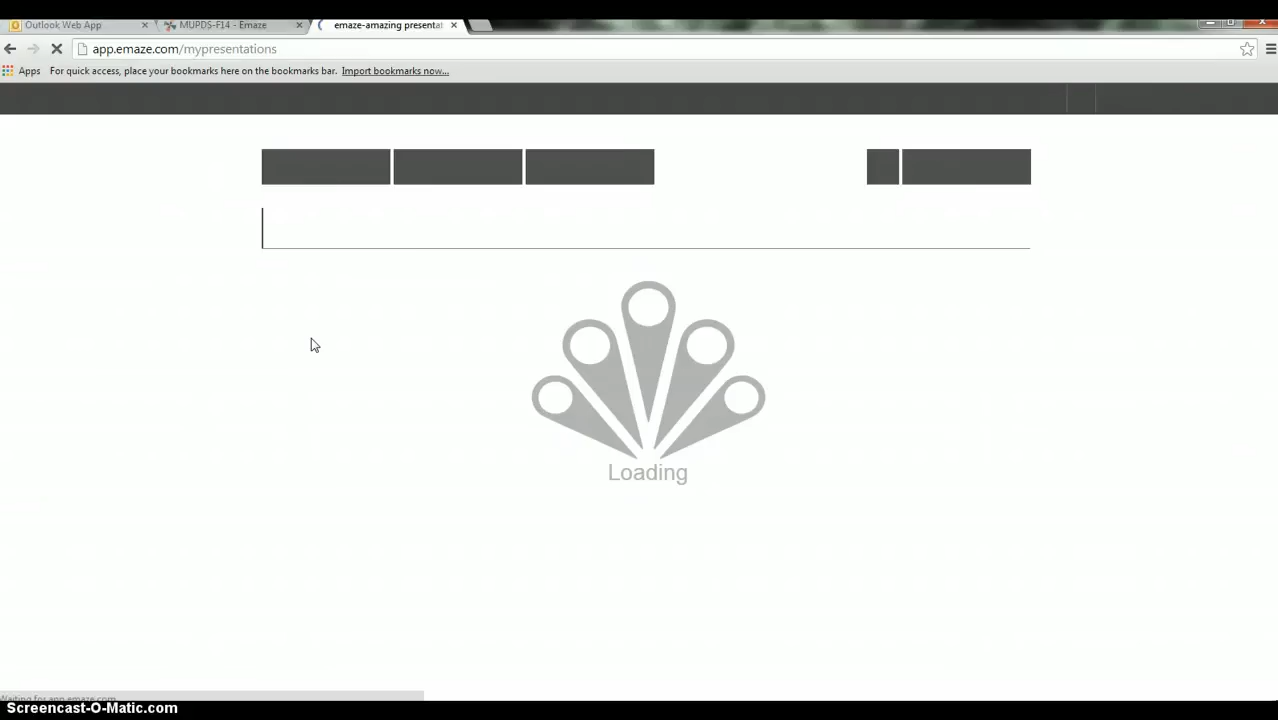 Outlook Web App
MUPDS-F14 - Emaze
emaze-amazing presentat
app.emaze.com/mypresentations
Apps
For quick access, place your bookmarks here on the bookmarks bar. Import bookmarks now...
Loading
Waiting for app.emaze.com
Screencast-O-Matic.com